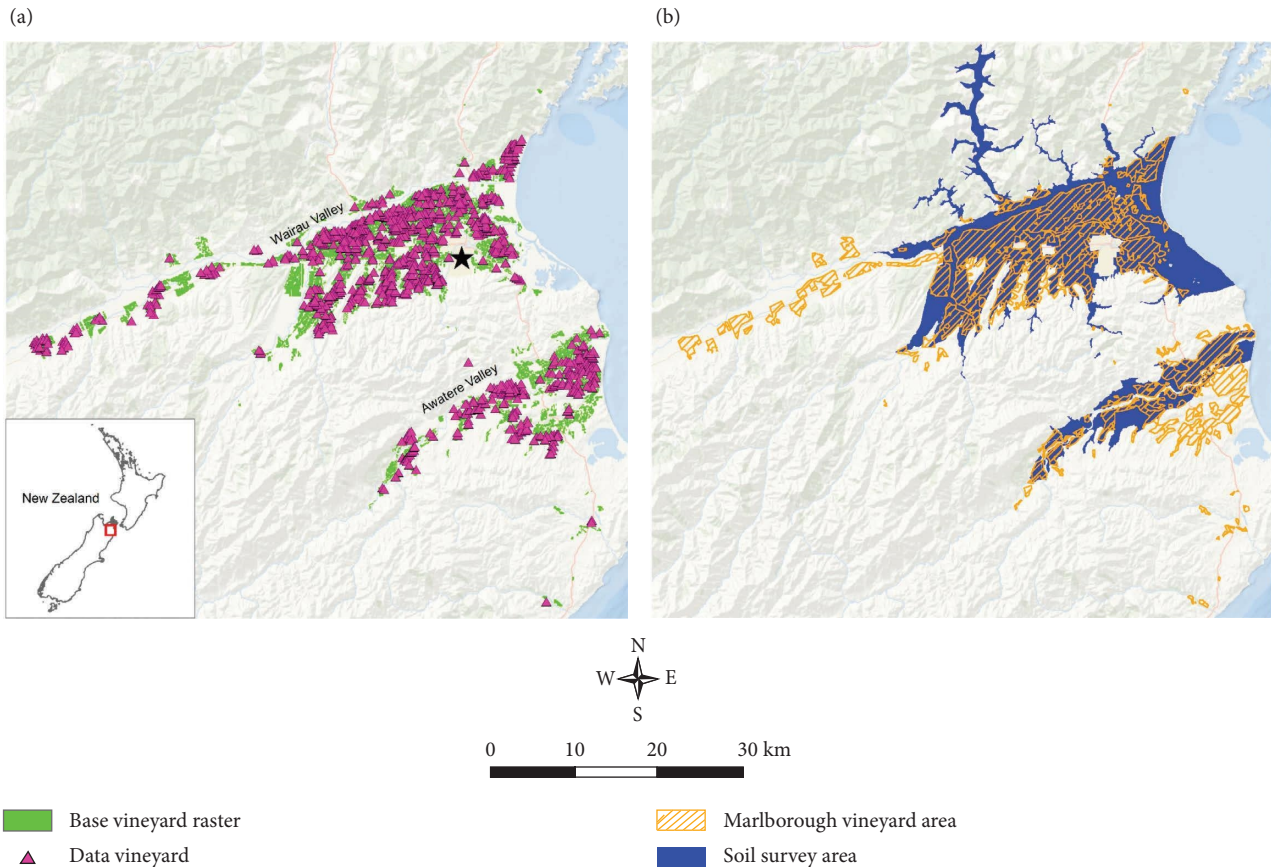 (a)
(b)
Wairau Valley
Awatere Valley
New Zealand
N
W E
S
0 10 20 30 km
Base vineyard raster
Data vineyard
Marlborough vineyard area
Soil survey area